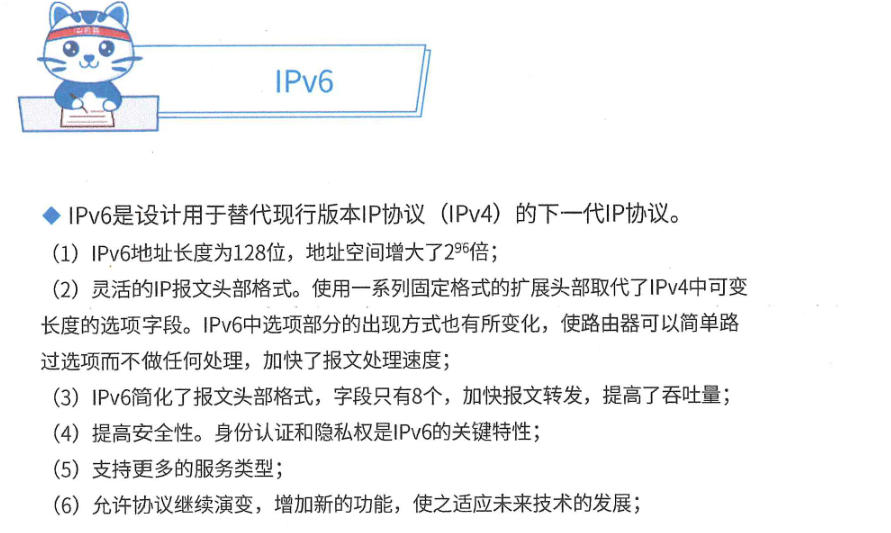 IPv6
◆ IPv6是设计用于替代现行版本IP协议（IPv4）的下一代IP协议。
（1）IPv6地址长度为128位，地址空间增大了2⁹⁶倍；
（2）灵活的IP报文头部格式。使用一系列固定格式的扩展头部取代了IPv4中可变
长度的选项字段。IPv6中选项部分的出现方式也有所变化，使路由器可以简单路
过选项而不做任何处理，加快了报文处理速度；
（3）IPv6简化了报文头部格式，字段只有8个，加快报文转发，提高了吞吐量；
（4）提高安全性。身份认证和隐私权是IPv6的关键特性；
（5）支持更多的服务类型；
（6）允许协议继续演变，增加新的功能，使之适应未来技术的发展；